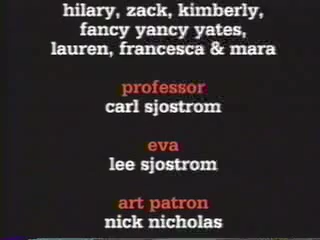 hilary, zack, kimberly,
fancy yancy yates,
lauren, francesca & mara
professor
carl sjostrom
eva
lee sjostrom
art patron
nick nicholas